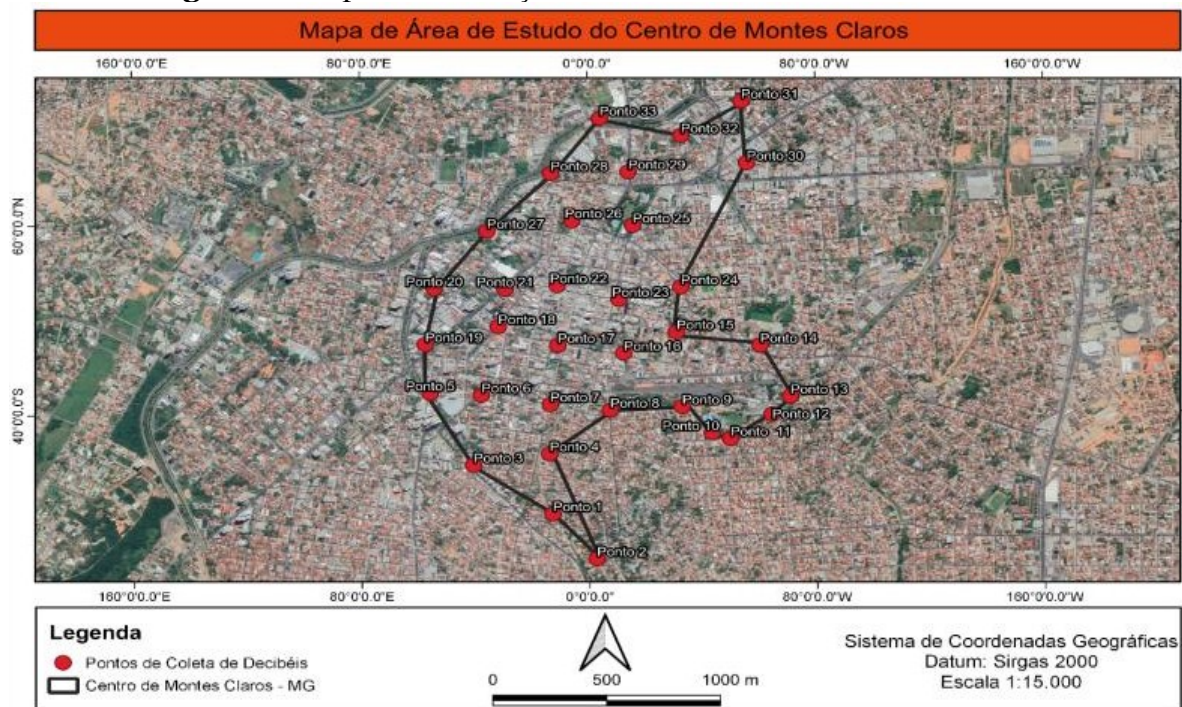 Mapa de Área de Estudo do Centro de Montes Claros
160°0'0.0"E 80°0'0.0"E 0°0'0.0" 80°0'0.0"W 160°0'0.0"W
Ponto 31
Ponto 33
Ponto 32
Ponto 30
Ponto 28
Ponto 29
Ponto 26
Ponto 25
Ponto 27
60°0'0.0"N
Ponto 20
Ponto 21
Ponto 22
Ponto 23
Ponto 24
Ponto 18
Ponto 15
Ponto 19
Ponto 17
Ponto 16
Ponto 14
Ponto 5
Ponto 6
Ponto 7
Ponto 8
Ponto 9
Ponto 13
Ponto 12
40°0'0.0"S
Ponto 10
Ponto 11
Ponto 4
Ponto 3
Ponto 1
Ponto 2
160°0'0.0"E 80°0'0.0"E 0°0'0.0" 80°0'0.0"W 160°0'0.0"W
Legenda
Pontos de Coleta de Decibéis
Centro de Montes Claros - MG
0 500 1000 m
Sistema de Coordenadas Geográficas
Datum: Sirgas 2000
Escala 1:15.000